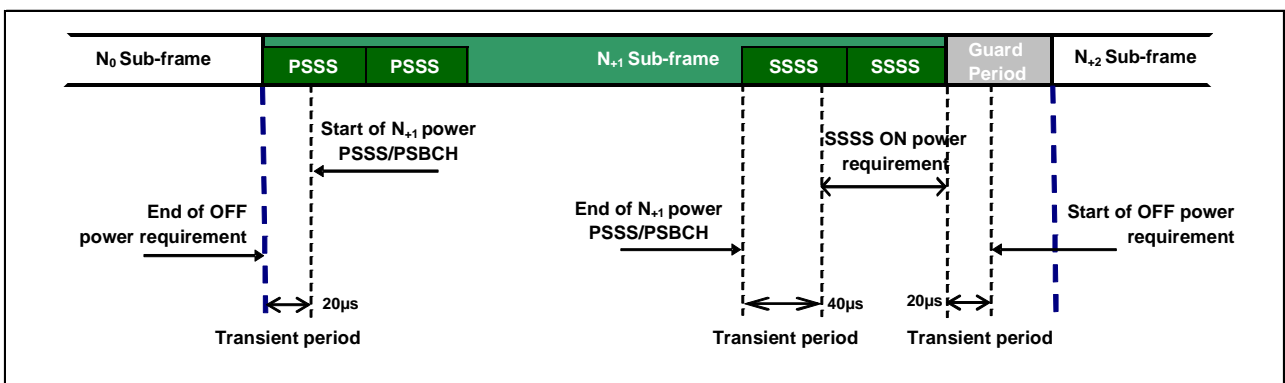 N₀ Sub-frame
PSSS
PSSS
N₊₁ Sub-frame
SSSS
SSSS
Guard
Period
N₊₂ Sub-frame
Start of N₊₁ power
PSSS/PSBCH
SSSS ON power
requirement
End of OFF
power requirement
End of N₊₁ power
PSSS/PSBCH
Start of OFF power
requirement
20µs
40µs
20µs
Transient period
Transient period
Transient period